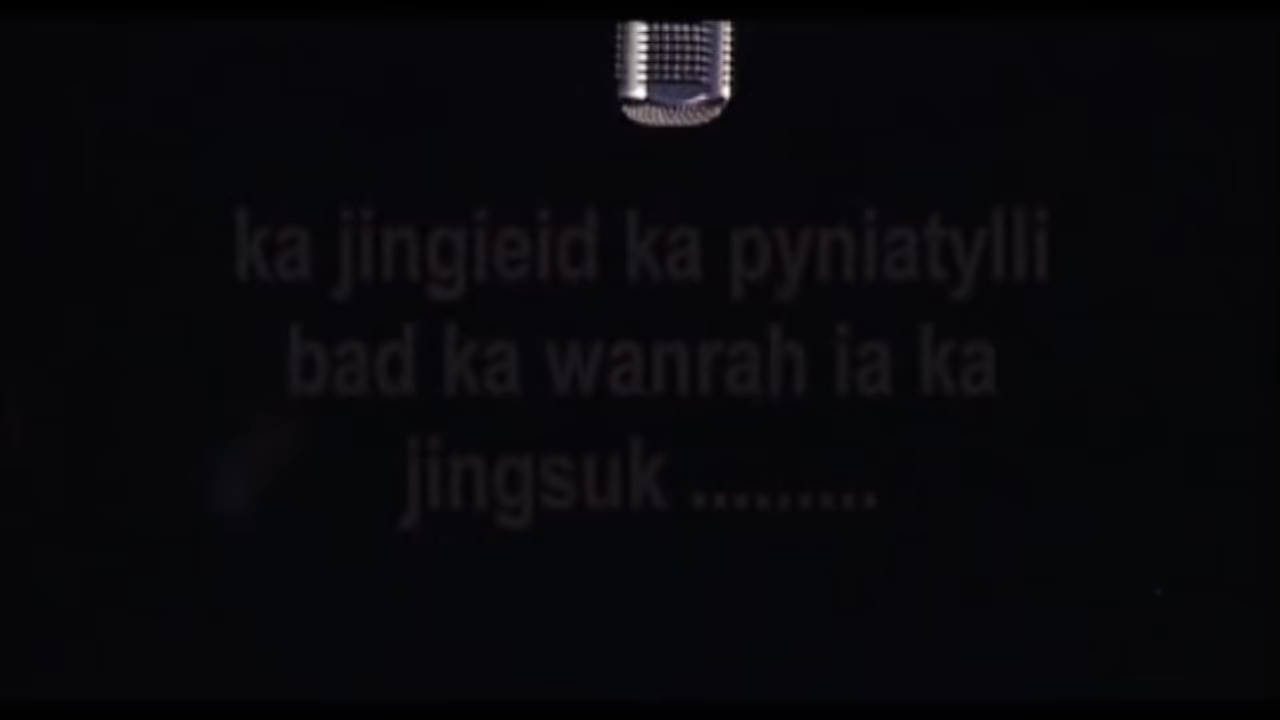 ka jingieid ka pyniatylli
bad ka wanrah ia ka
jingsuk .........